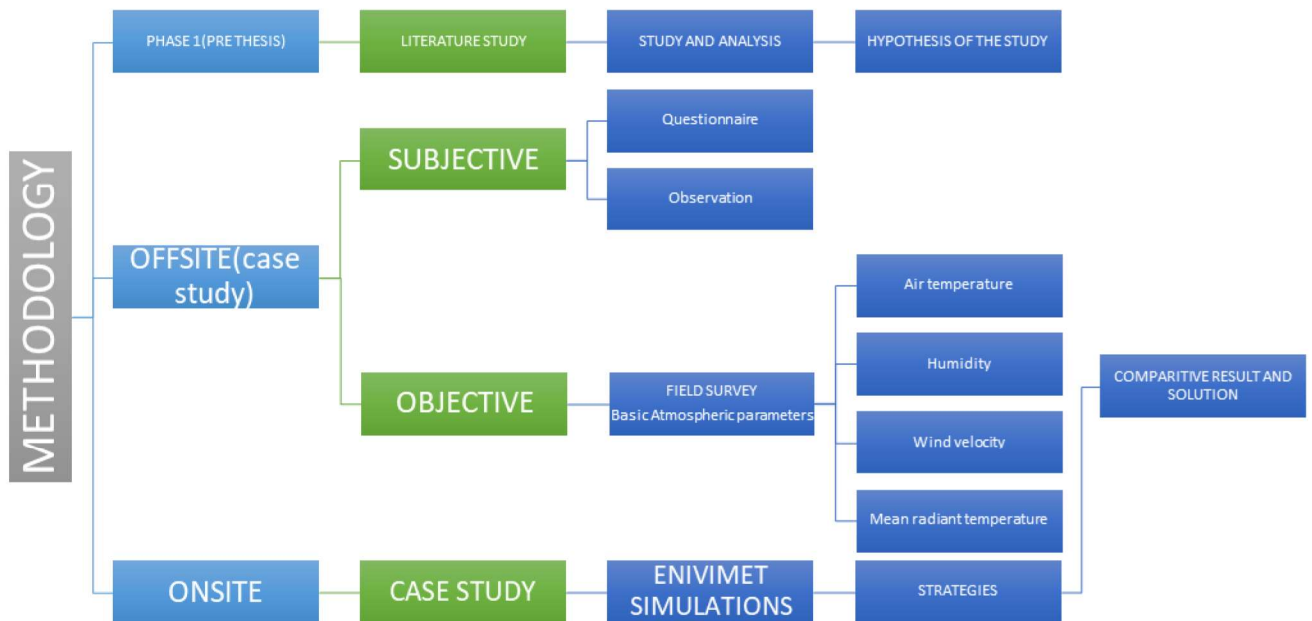 METHODOLOGY
PHASE 1(PRE THESIS)
LITERATURE STUDY
STUDY AND ANALYSIS
HYPOTHESIS OF THE STUDY
OFFSITE(case
study)
SUBJECTIVE
Questionnaire
Observation
OBJECTIVE
FIELD SURVEY
Basic Atmospheric parameters
Air temperature
Humidity
Wind velocity
Mean radiant temperature
ONSITE
CASE STUDY
ENIVIMET
SIMULATIONS
STRATEGIES
COMPARITIVE RESULT AND
SOLUTION